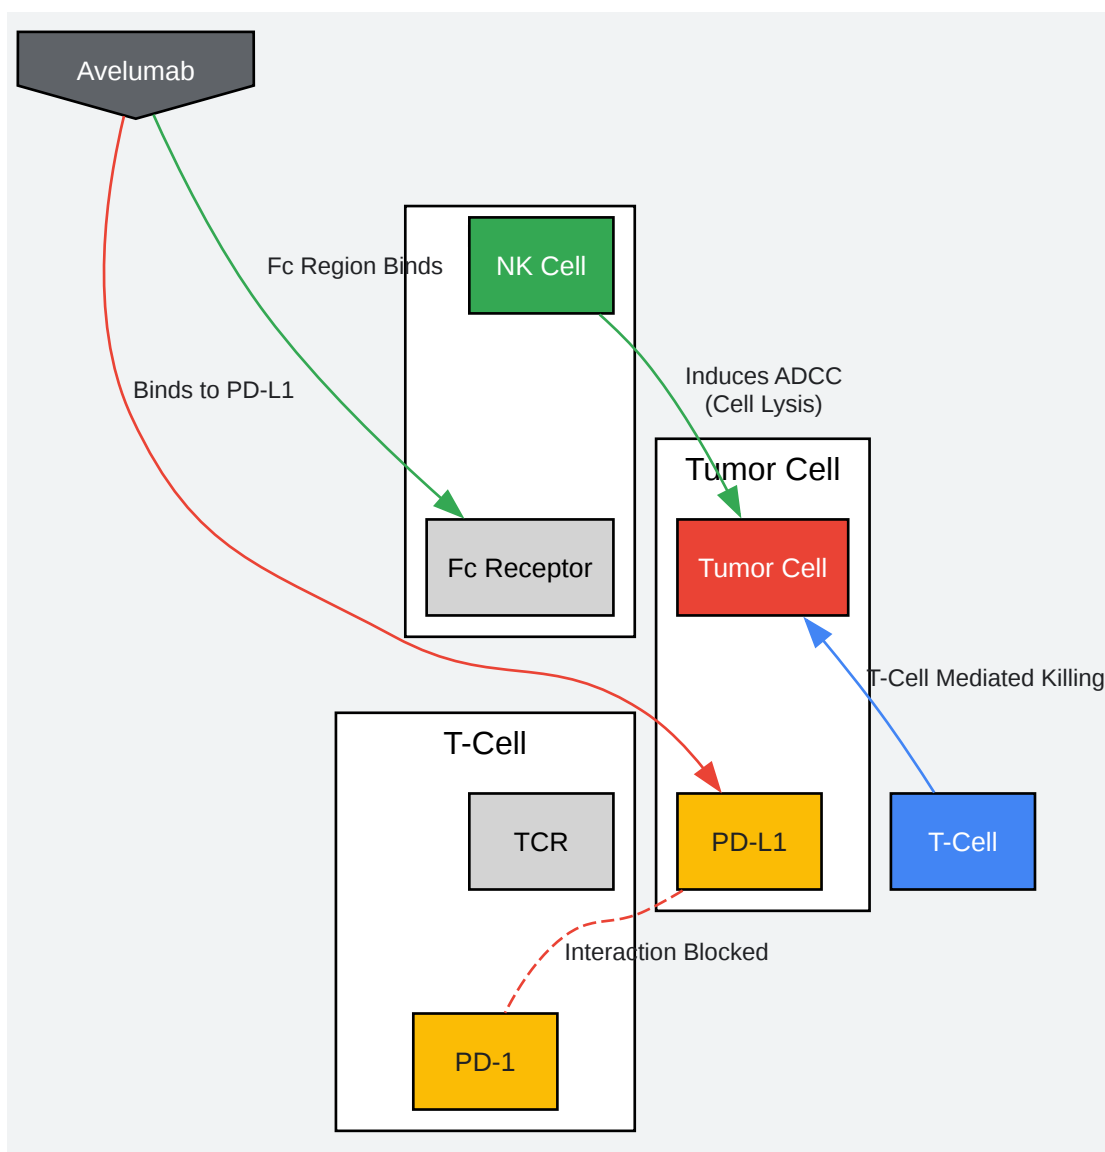 Avelumab
Fc Region Binds
NK Cell
Binds to PD-L1
Induces ADCC
(Cell Lysis)
Tumor Cell
Fc Receptor
Tumor Cell
T-Cell Mediated Killing
T-Cell
TCR
PD-L1
T-Cell
Interaction Blocked
PD-1